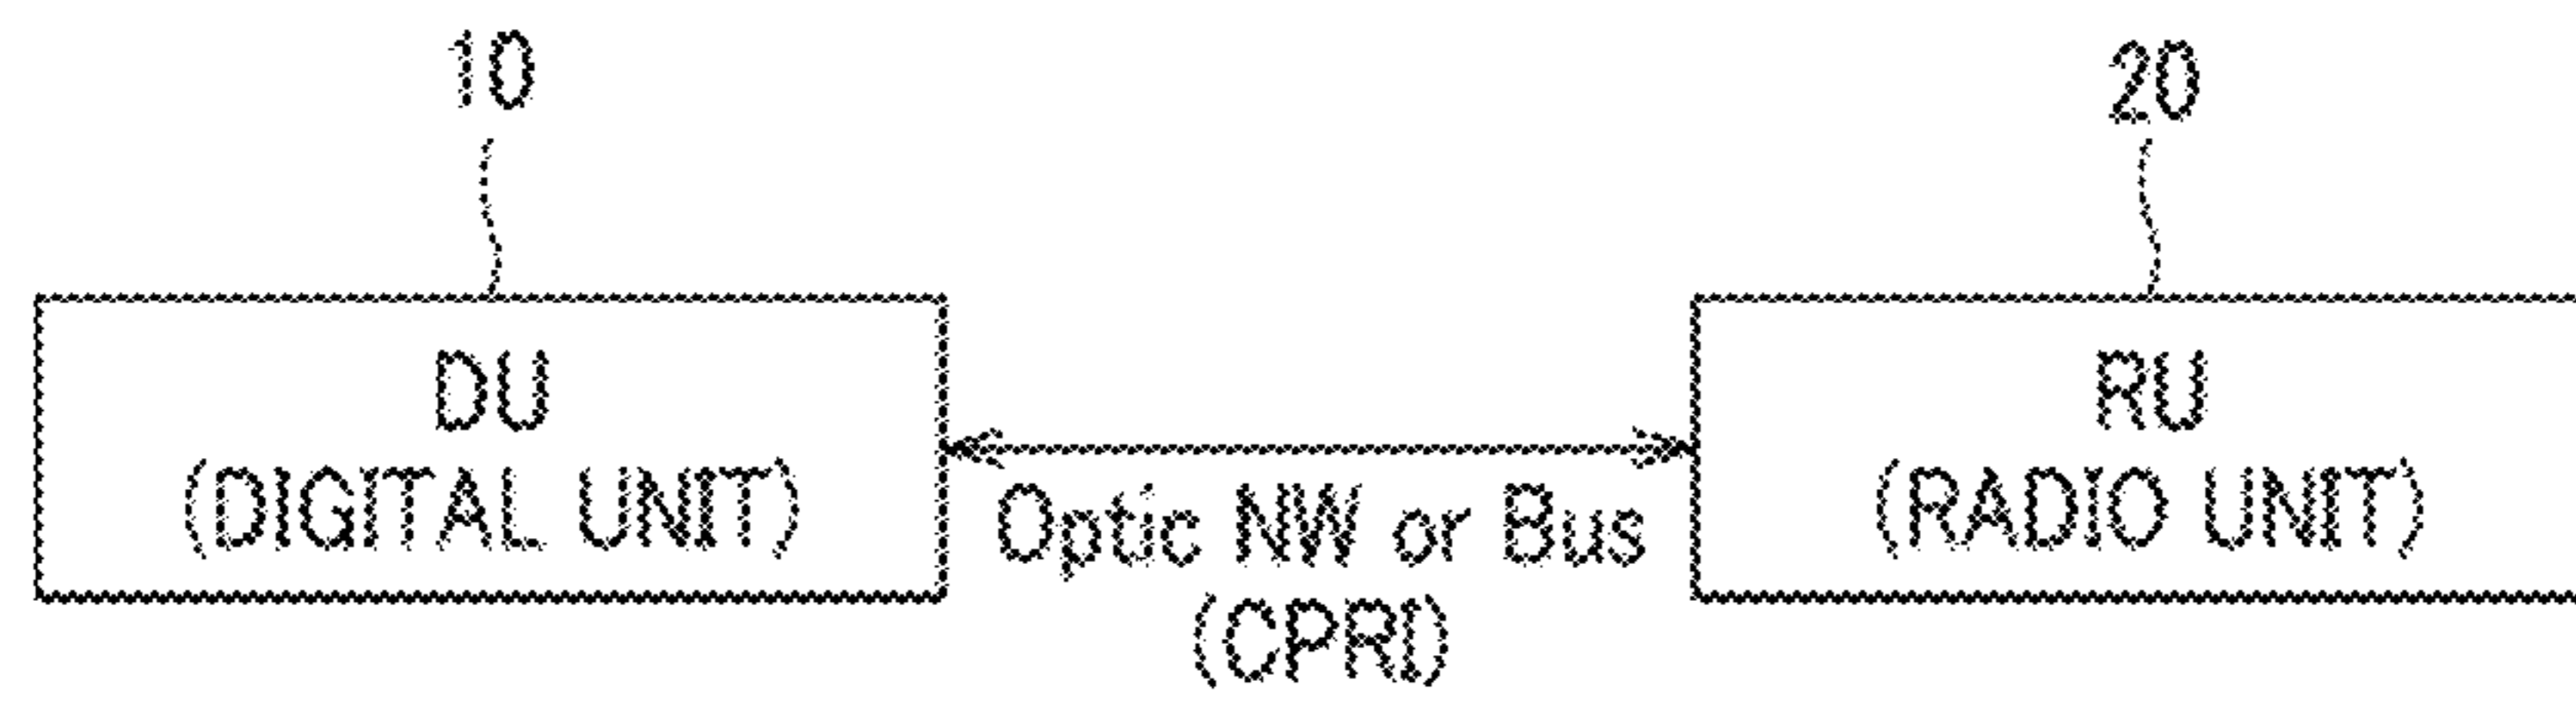 10
20
DU
(DIGITAL UNIT)
Optic NW or Bus
(CPRI)
RU
(RADIO UNIT)